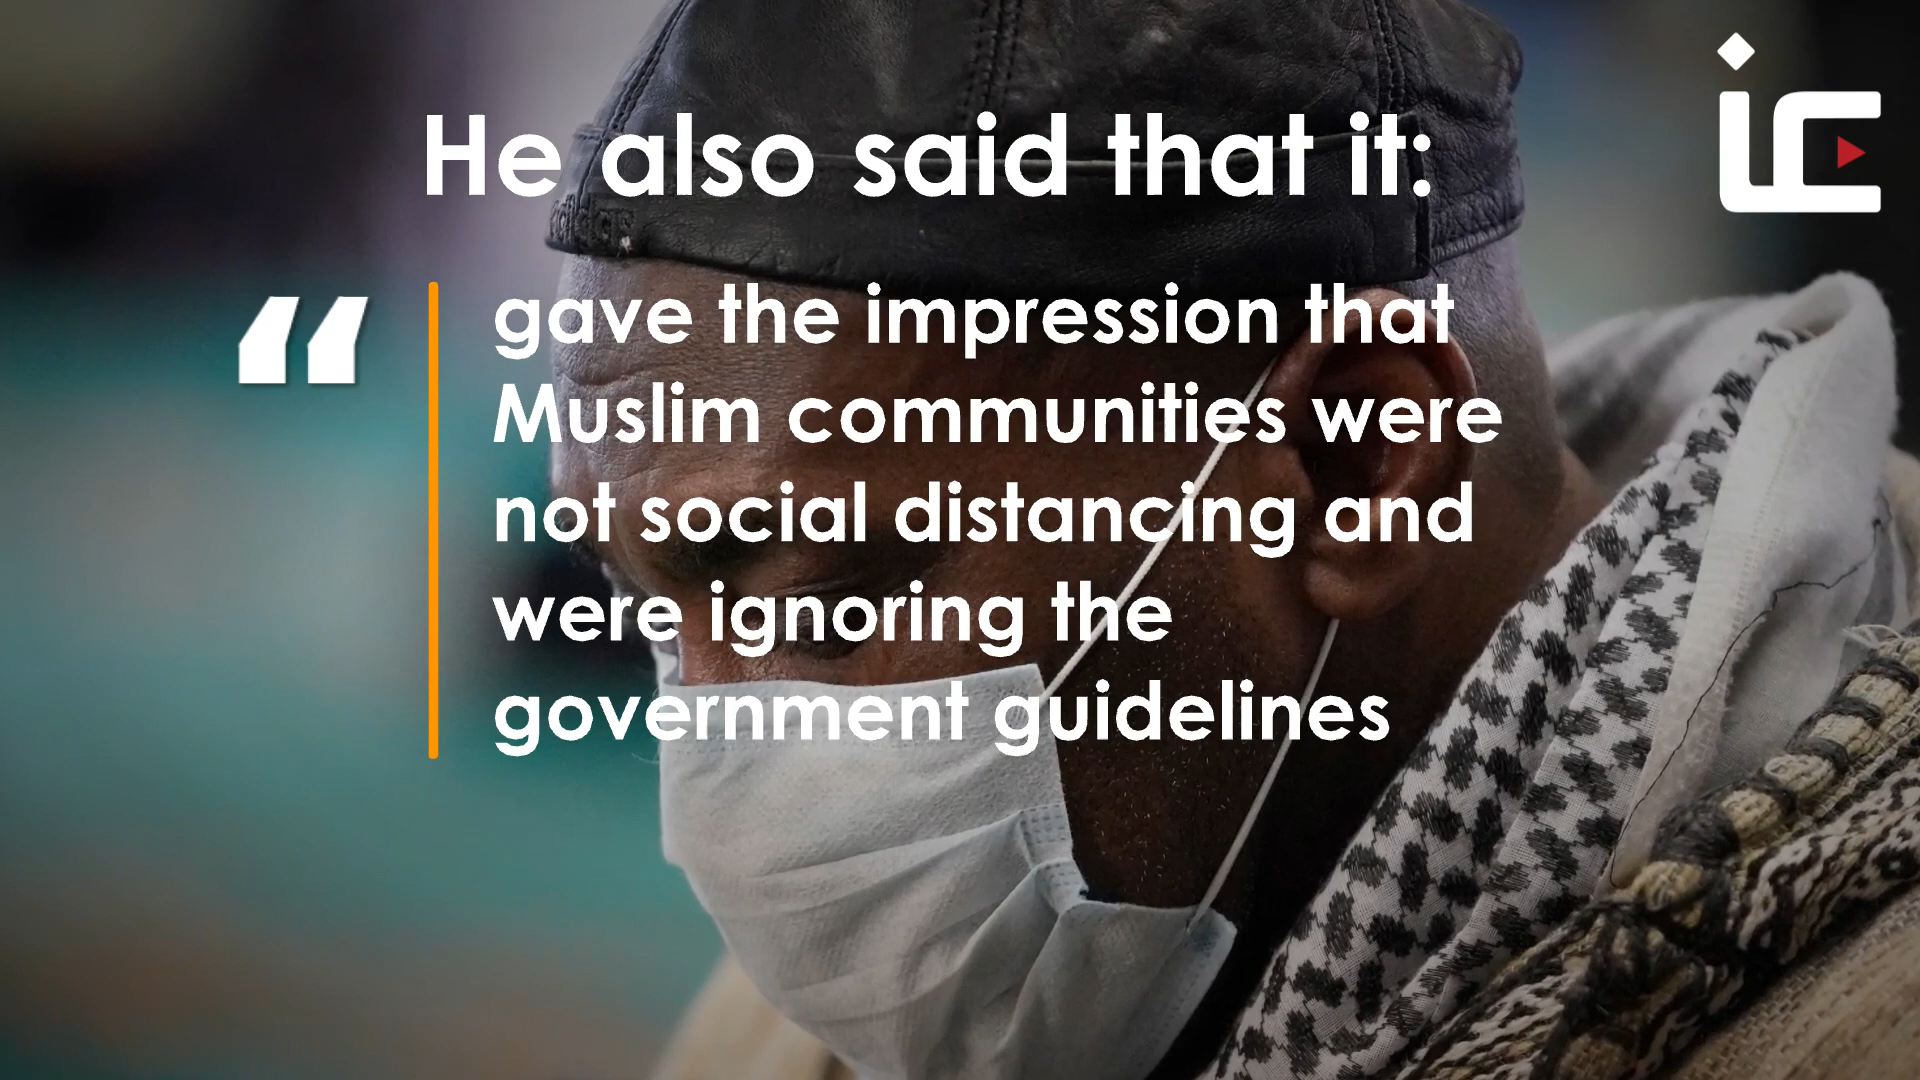 He also said that it:
“
gave the impression that
Muslim communities were
not social distancing and
were ignoring the
government guidelines